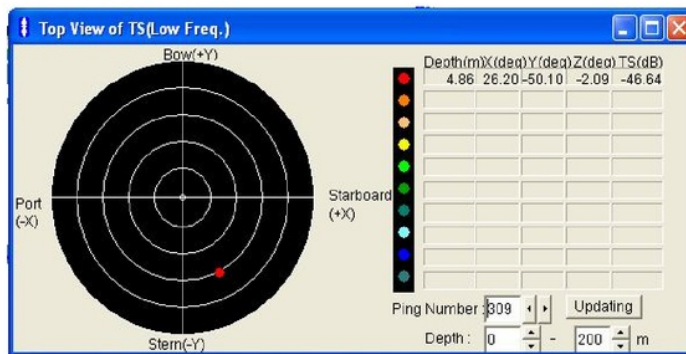 Top View of TS(Low Freq.)
Bow(+Y)
Depth(m) X(deg) Y(deg) Z(deg) TS(dB)
4.86 26.20 -50.10 -2.09 -46.64
Port
(-X)
Starboard
(+X)
Stern(-Y)
Ping Number : 309 Updating
Depth : 0 - 200 m